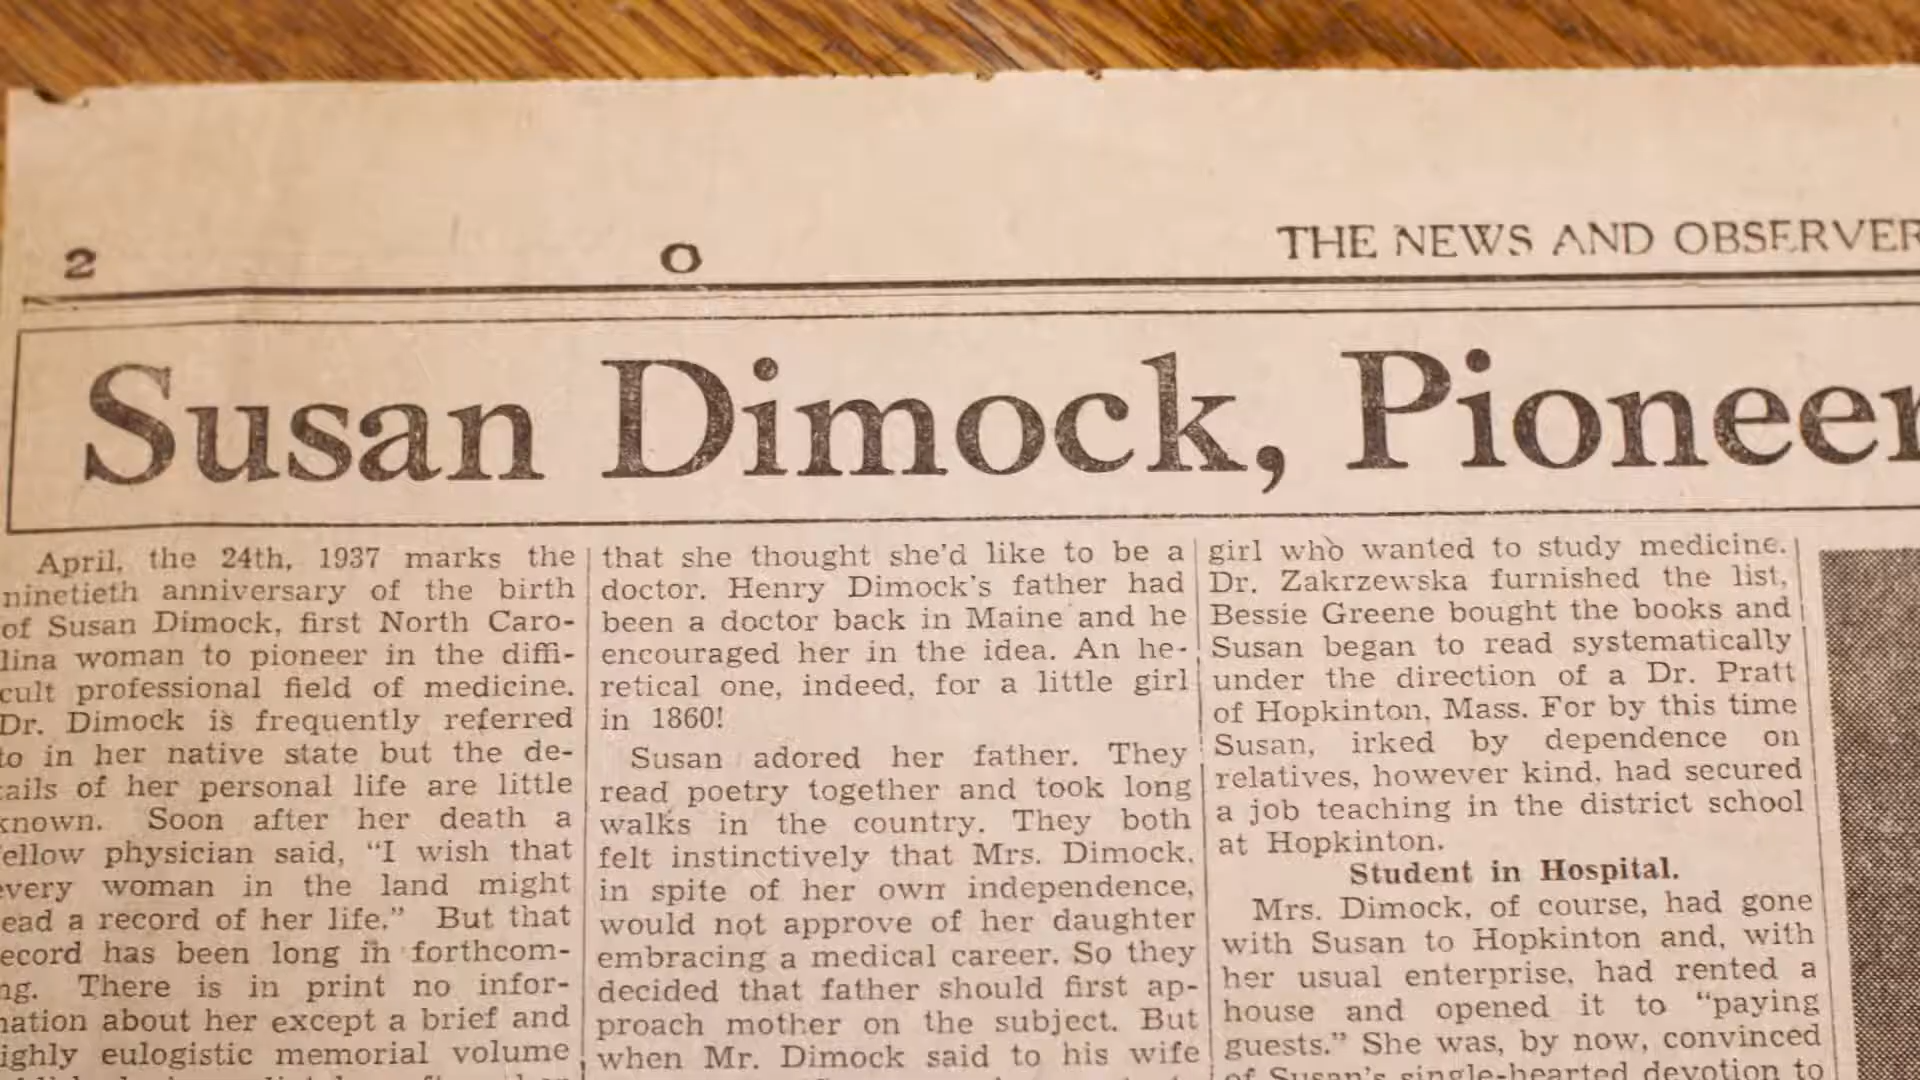 2
O
THE NEWS AND OBSERVER
Susan Dimock, Pioneer
April, the 24th, 1937 marks the
ninetieth anniversary of the birth
of Susan Dimock, first North Caro-
lina woman to pioneer in the diffi-
cult professional field of medicine.
Dr. Dimock is frequently referred
to in her native state but the de-
ails of her personal life are little
known. Soon after her death a
ellow physician said, “I wish that
every woman in the land might
ead a record of her life.” But that
ecord has been long in forthcom-
ng. There is in print no infor-
ation about her except a brief and
ighly eulogistic memorial volume
that she thought she'd like to be a
doctor. Henry Dimock's father had
been a doctor back in Maine and he
encouraged her in the idea. An he-
retical one, indeed, for a little girl
in 1860!
Susan adored her father. They
read poetry together and took long
walks in the country. They both
felt instinctively that Mrs. Dimock,
in spite of her own independence,
would not approve of her daughter
embracing a medical career. So they
decided that father should first ap-
proach mother on the subject. But
when Mr. Dimock said to his wife
girl who wanted to study medicine.
Dr. Zakrzewska furnished the list,
Bessie Greene bought the books and
Susan began to read systematically
under the direction of a Dr. Pratt
of Hopkinton, Mass. For by this time
Susan, irked by dependence on
relatives, however kind, had secured
a job teaching in the district school
at Hopkinton.
Student in Hospital.
Mrs. Dimock, of course, had gone
with Susan to Hopkinton and, with
her usual enterprise, had rented a
house and opened it to “paying
guests.” She was, by now, convinced
of Susan's single-hearted devotion to